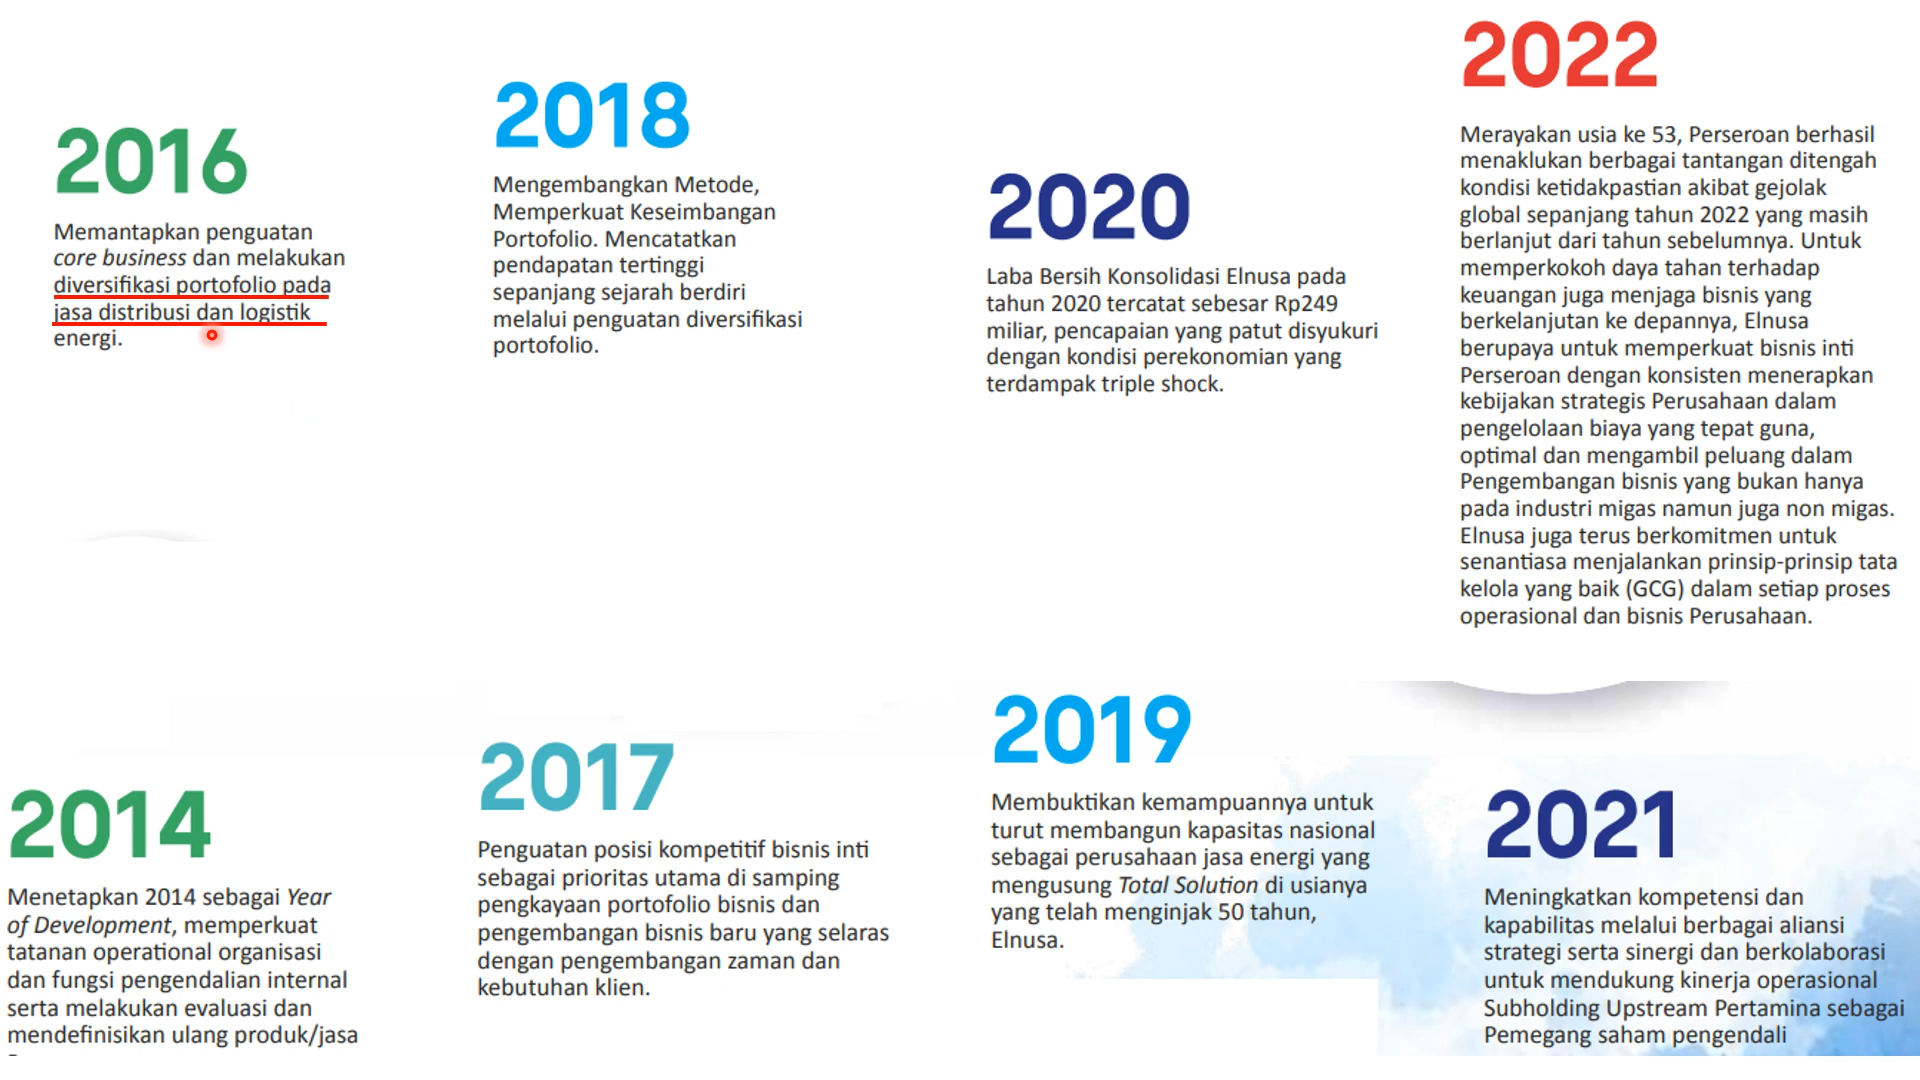 2016
Memantapkan penguatan
core business dan melakukan
diversifikasi portofolio pada
jasa distribusi dan logistik
energi.
2018
Mengembangkan Metode,
Memperkuat Keseimbangan
Portofolio. Mencatatkan
pendapatan tertinggi
sepanjang sejarah berdiri
melalui penguatan diversifikasi
portofolio.
2020
Laba Bersih Konsolidasi Elnusa pada
tahun 2020 tercatat sebesar Rp249
miliar, pencapaian yang patut disyukuri
dengan kondisi perekonomian yang
terdampak triple shock.
2022
Merayakan usia ke 53, Perseroan berhasil
menaklukan berbagai tantangan ditengah
kondisi ketidakpastian akibat gejolak
global sepanjang tahun 2022 yang masih
berlanjut dari tahun sebelumnya. Untuk
memperkokoh daya tahan terhadap
keuangan juga menjaga bisnis yang
berkelanjutan ke depannya, Elnusa
berupaya untuk memperkuat bisnis inti
Perseroan dengan konsisten menerapkan
kebijakan strategis Perusahaan dalam
pengelolaan biaya yang tepat guna,
optimal dan mengambil peluang dalam
Pengembangan bisnis yang bukan hanya
pada industri migas namun juga non migas.
Elnusa juga terus berkomitmen untuk
senantiasa menjalankan prinsip-prinsip tata
kelola yang baik (GCG) dalam setiap proses
operasional dan bisnis Perusahaan.
2014
Menetapkan 2014 sebagai Year
of Development, memperkuat
tatanan operational organisasi
dan fungsi pengendalian internal
serta melakukan evaluasi dan
mendefinisikan ulang produk/jasa
2017
Penguatan posisi kompetitif bisnis inti
sebagai prioritas utama di samping
pengkayaan portofolio bisnis dan
pengembangan bisnis baru yang selaras
dengan pengembangan zaman dan
kebutuhan klien.
2019
Membuktikan kemampuannya untuk
turut membangun kapasitas nasional
sebagai perusahaan jasa energi yang
mengusung Total Solution di usianya
yang telah menginjak 50 tahun,
Elnusa.
2021
Meningkatkan kompetensi dan
kapabilitas melalui berbagai aliansi
strategi serta sinergi dan berkolaborasi
untuk mendukung kinerja operasional
Subholding Upstream Pertamina sebagai
Pemegang saham pengendali